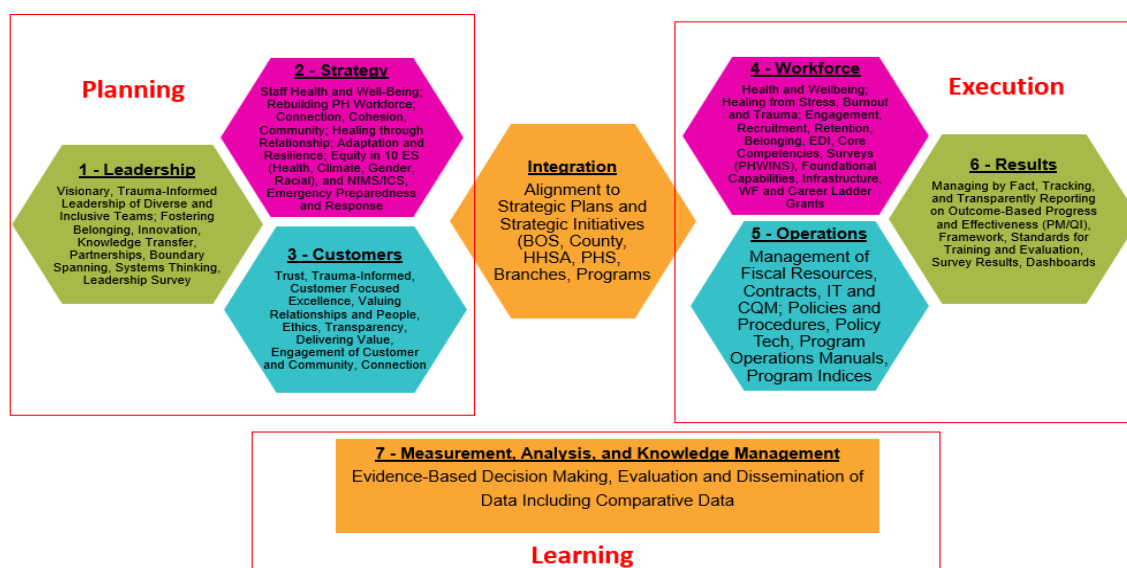 Planning
1 - Leadership
Visionary, Trauma-Informed
Leadership of Diverse and
Inclusive Teams; Fostering
Belonging, Innovation,
Knowledge Transfer,
Partnerships, Boundary
Spanning, Systems Thinking,
Leadership Survey
2 - Strategy
Staff Health and Well-Being;
Rebuilding PH Workforce;
Connection, Cohesion,
Community; Healing through
Relationship; Adaptation and
Resilience; Equity in 10 ES
(Health, Climate, Gender,
Racial), and NIMS/ICS,
Emergency Preparedness
and Response
3 - Customers
Trust, Trauma-Informed,
Customer Focused
Excellence, Valuing
Relationships and People,
Ethics, Transparency,
Delivering Value,
Engagement of Customer
and Community, Connection
Integration
Alignment to
Strategic Plans and
Strategic Initiatives
(BOS, County,
HHSA, PHS,
Branches, Programs
Execution
4 - Workforce
Health and Wellbeing;
Healing from Stress, Burnout
and Trauma; Engagement,
Recruitment, Retention,
Belonging, EDI, Core
Competencies, Surveys
(PHWINS), Foundational
Capabilities, Infrastructure,
WF and Career Ladder
Grants
5 - Operations
Management of
Fiscal Resources,
Contracts, IT and
CQM; Policies and
Procedures, Policy
Tech, Program
Operations Manuals,
Program Indices
6 - Results
Managing by Fact, Tracking,
and Transparently Reporting
on Outcome-Based Progress
and Effectiveness (PM/QI),
Framework, Standards for
Training and Evaluation,
Survey Results, Dashboards
7 - Measurement, Analysis, and Knowledge Management
Evidence-Based Decision Making, Evaluation and Dissemination of
Data Including Comparative Data
Learning